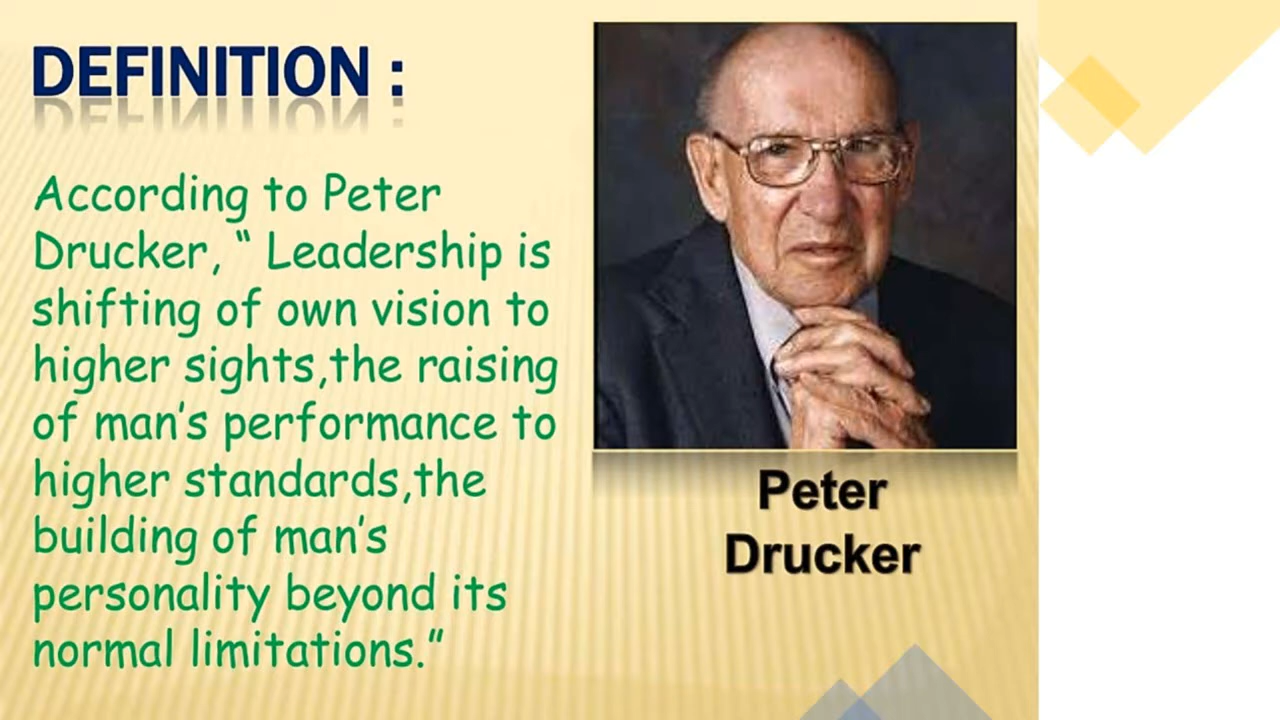 DEFINITION :
According to Peter
Drucker, “ Leadership is
shifting of own vision to
higher sights,the raising
of man’s performance to
higher standards,the
building of man’s
personality beyond its
normal limitations.”
Peter
Drucker